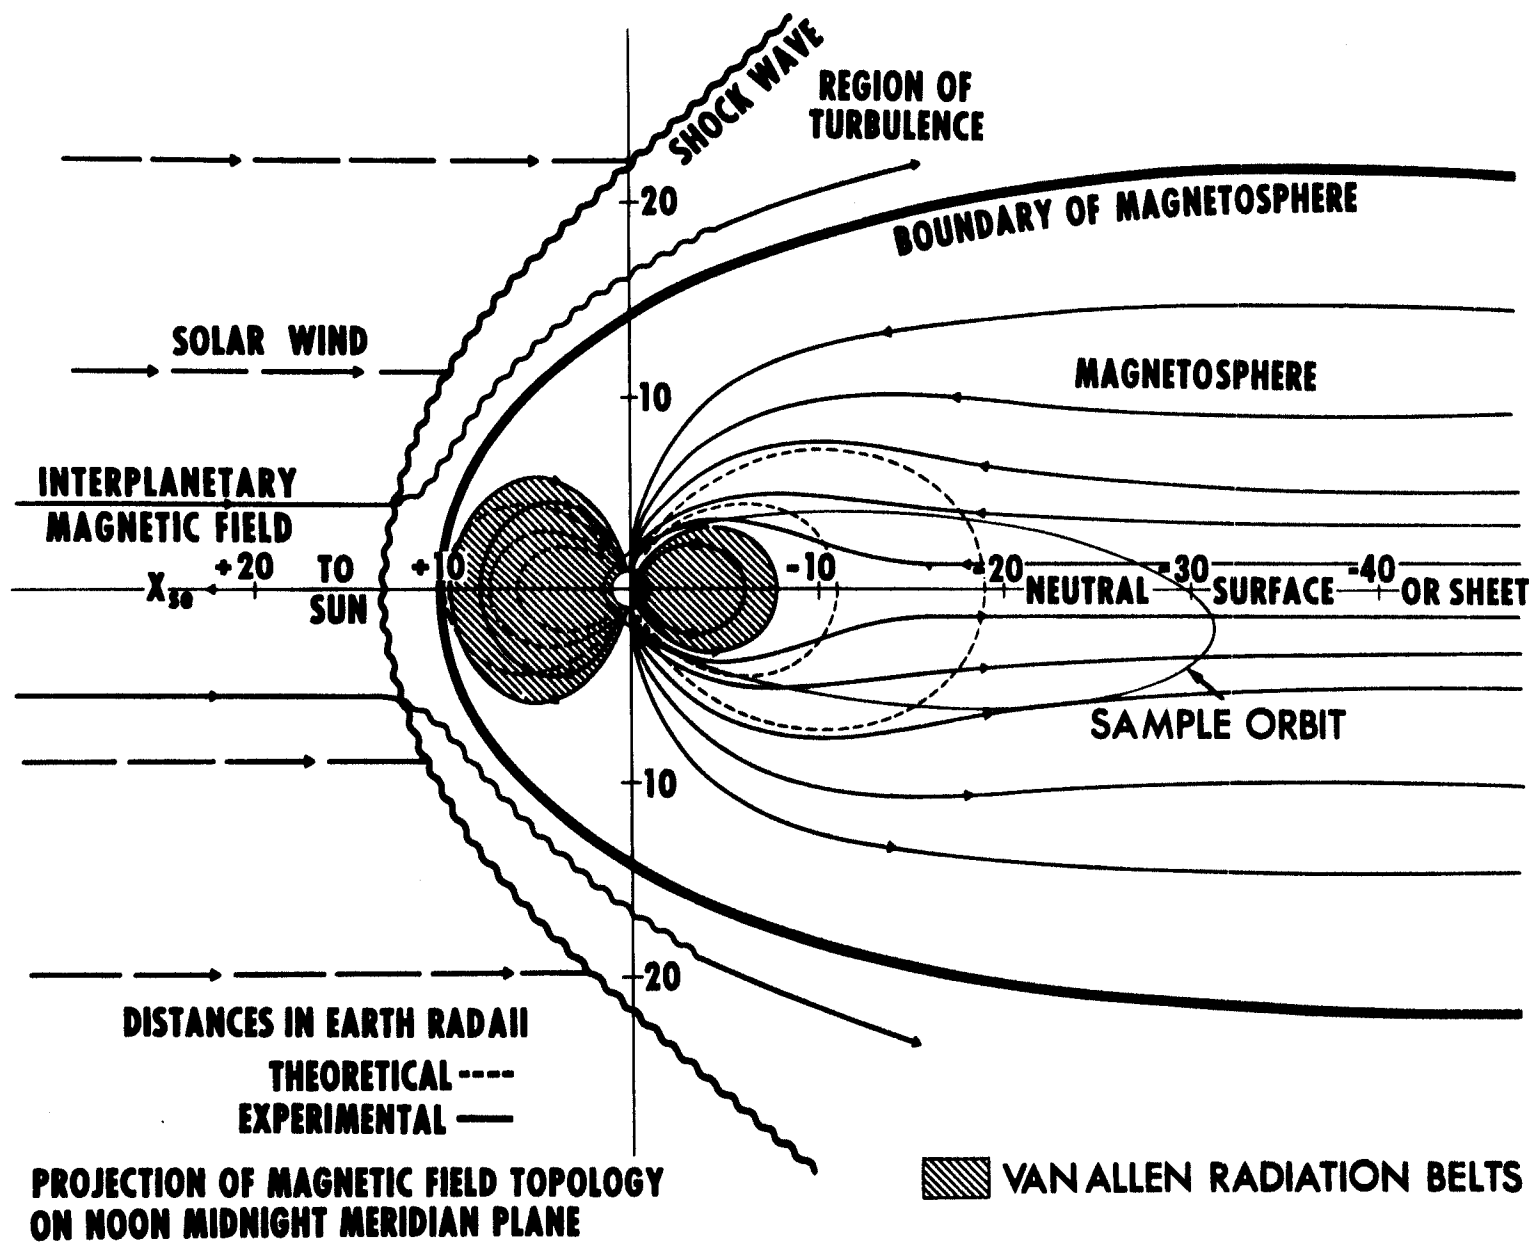 SHOCK WAVE
REGION OF
TURBULENCE
20
BOUNDARY OF MAGNETOSPHERE
SOLAR WIND
10
MAGNETOSPHERE
INTERPLANETARY
MAGNETIC FIELD
+20
TO
SUN
+10
-10
-20
-30
-40
Xse
NEUTRAL SURFACE OR SHEET
SAMPLE ORBIT
10
20
DISTANCES IN EARTH RADAII
THEORETICAL ----
EXPERIMENTAL —
PROJECTION OF MAGNETIC FIELD TOPOLOGY
ON NOON MIDNIGHT MERIDIAN PLANE
VAN ALLEN RADIATION BELTS